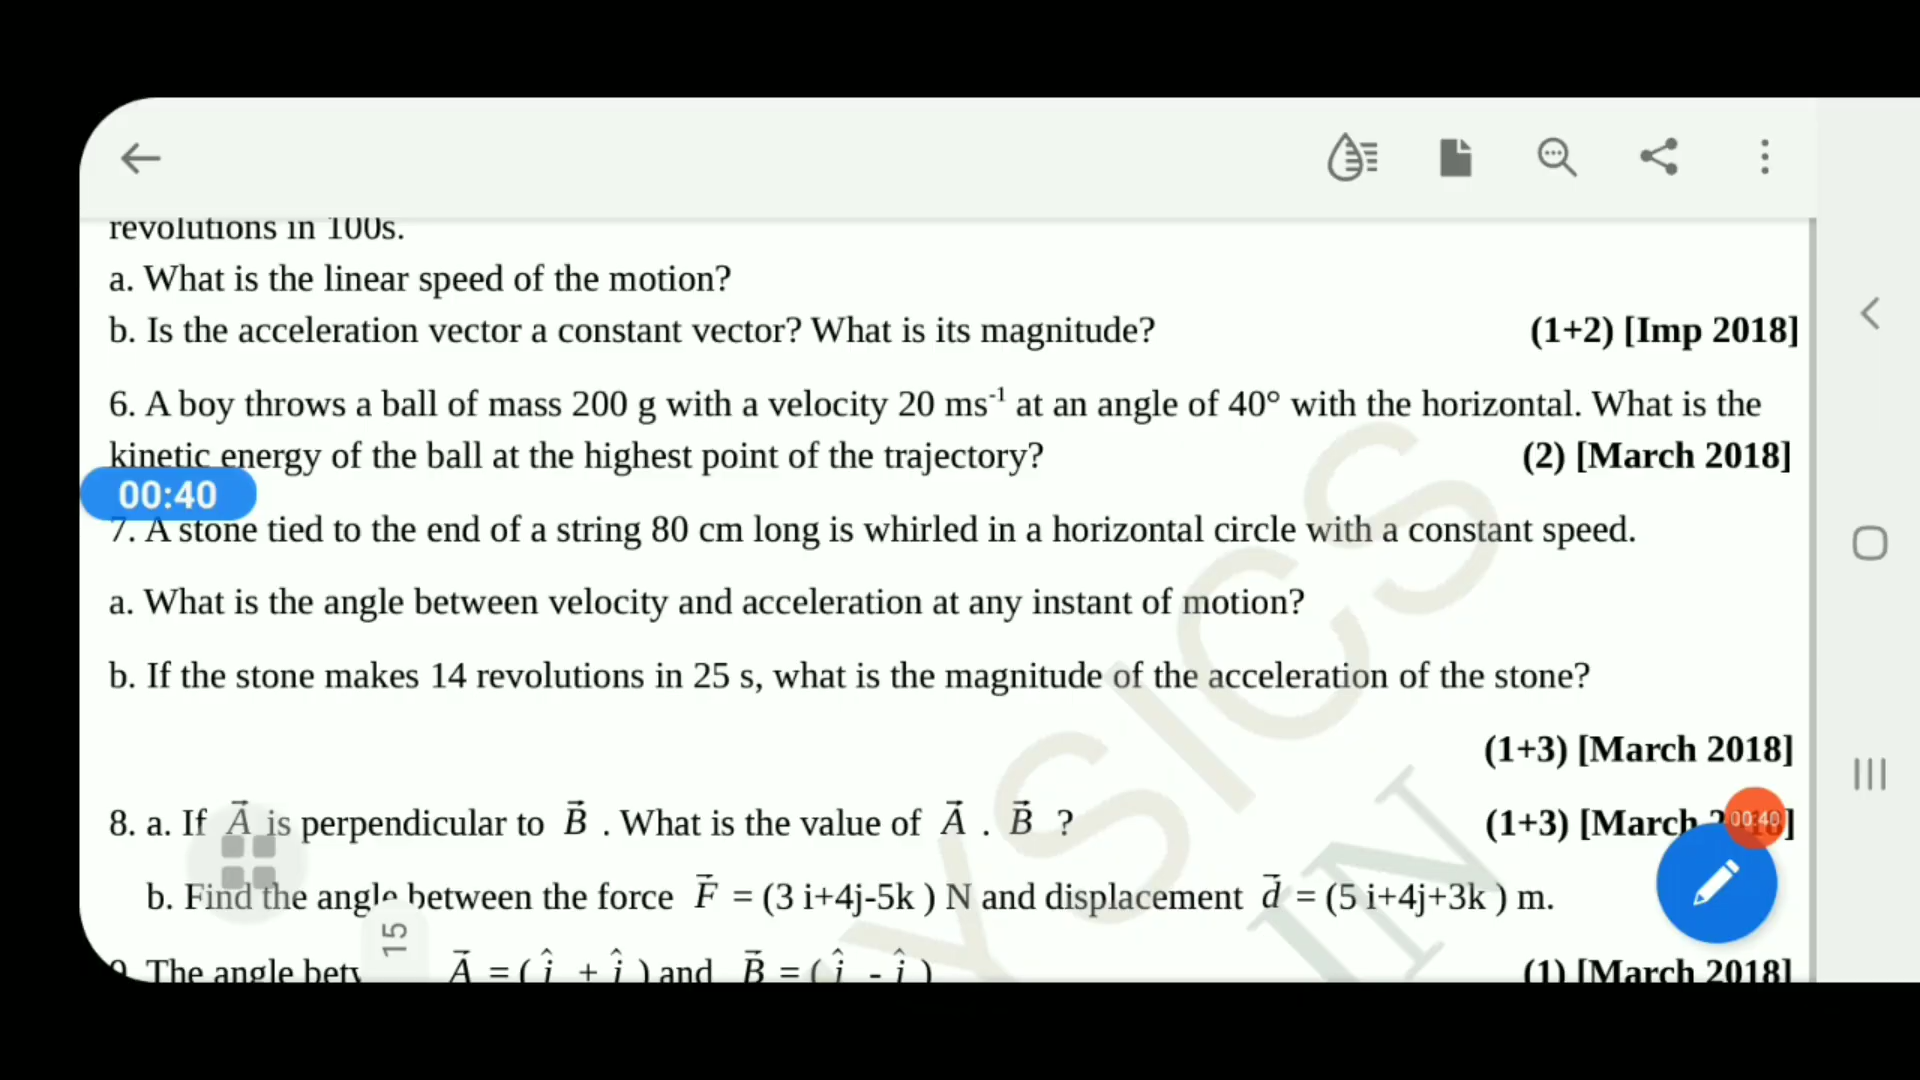 revolutions in 100s.
a. What is the linear speed of the motion?
b. Is the acceleration vector a constant vector? What is its magnitude? (1+2) [Imp 2018]
6. A boy throws a ball of mass 200 g with a velocity 20 ms⁻¹ at an angle of 40° with the horizontal. What is the
kinetic energy of the ball at the highest point of the trajectory? (2) [March 2018]
00:40
7. A stone tied to the end of a string 80 cm long is whirled in a horizontal circle with a constant speed.
a. What is the angle between velocity and acceleration at any instant of motion?
b. If the stone makes 14 revolutions in 25 s, what is the magnitude of the acceleration of the stone?
(1+3) [March 2018]
8. a. If A⃗ is perpendicular to B⃗ . What is the value of A⃗ . B⃗ ? (1+3) [March
00:40
b. Find the angle between the force F⃗ = (3 i+4j-5k ) N and displacement d⃗ = (5 i+4j+3k ) m.
15
The angle A⃗ = ( î + ĵ ) and B⃗ = ( î - ĵ ) (1) [March 2018]
YSICS
IN